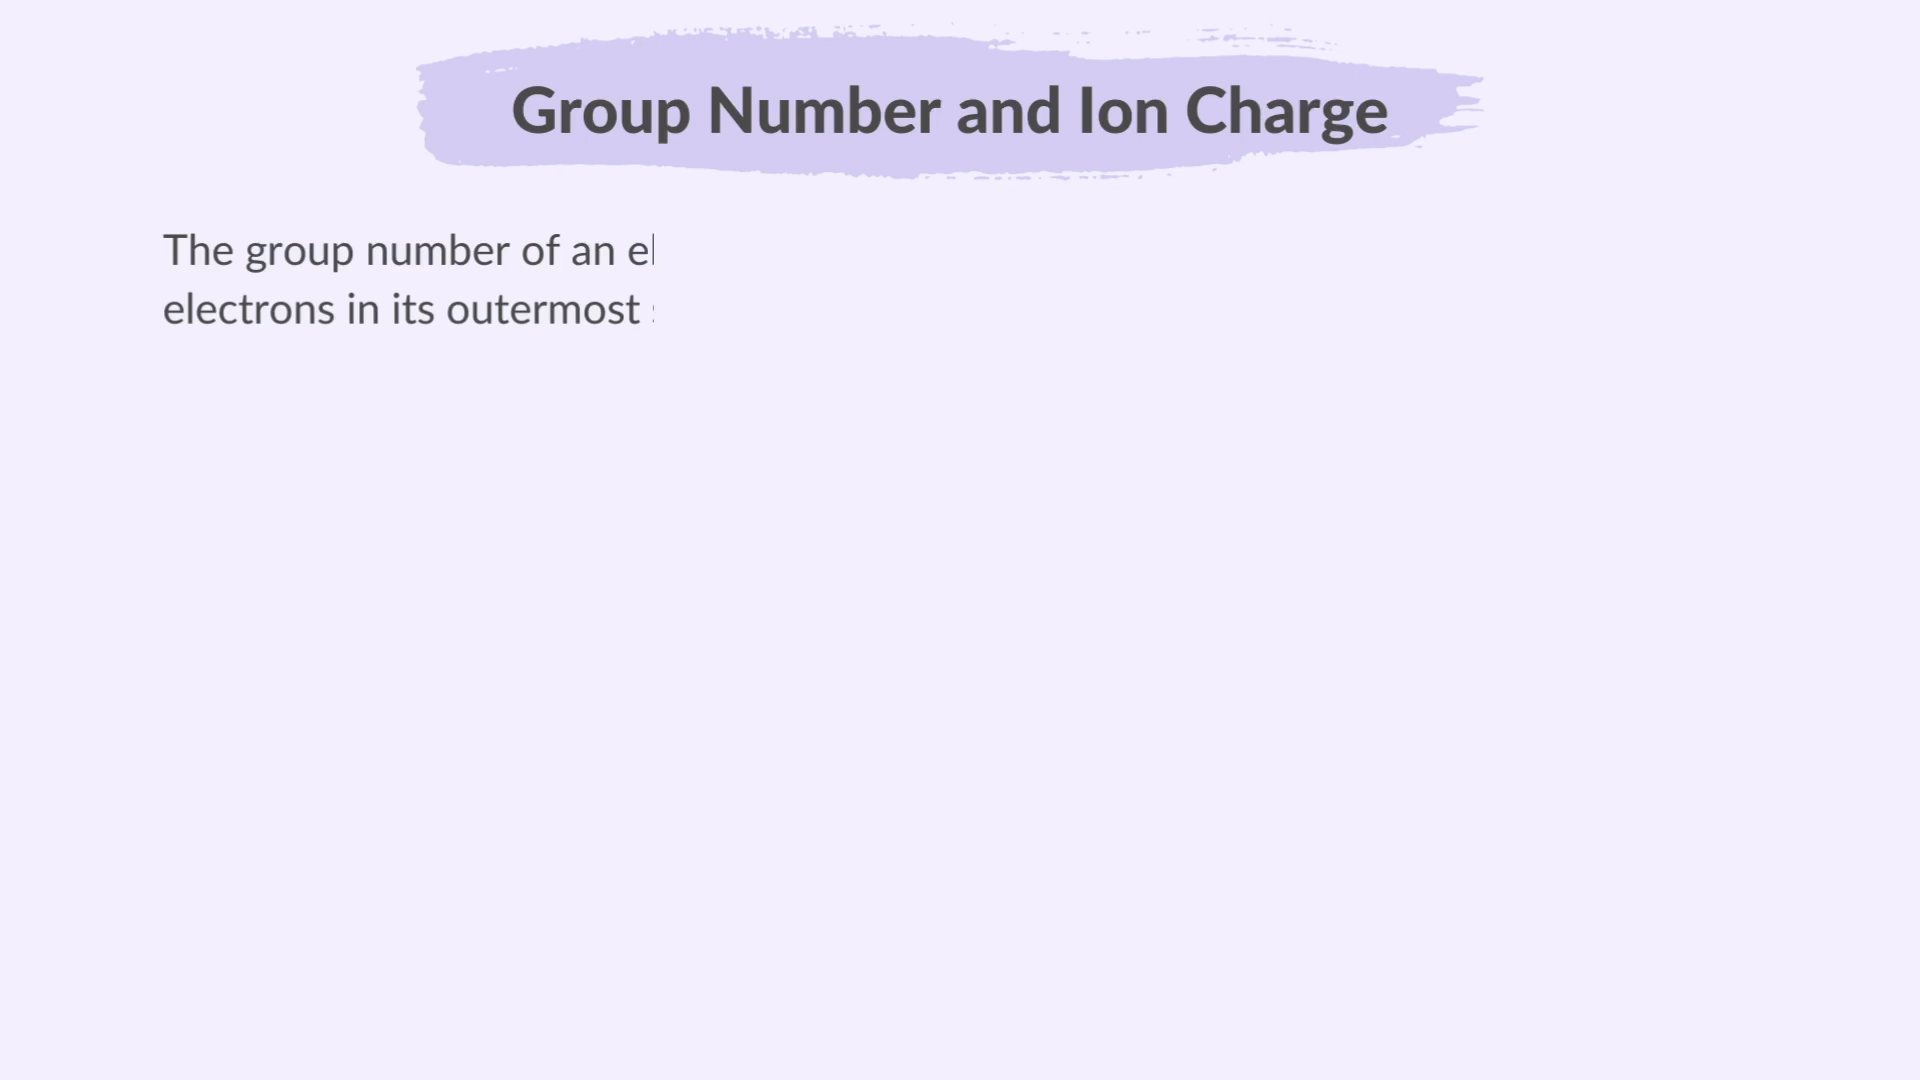 Group Number and Ion Charge
The group number of an
electrons in its outermost